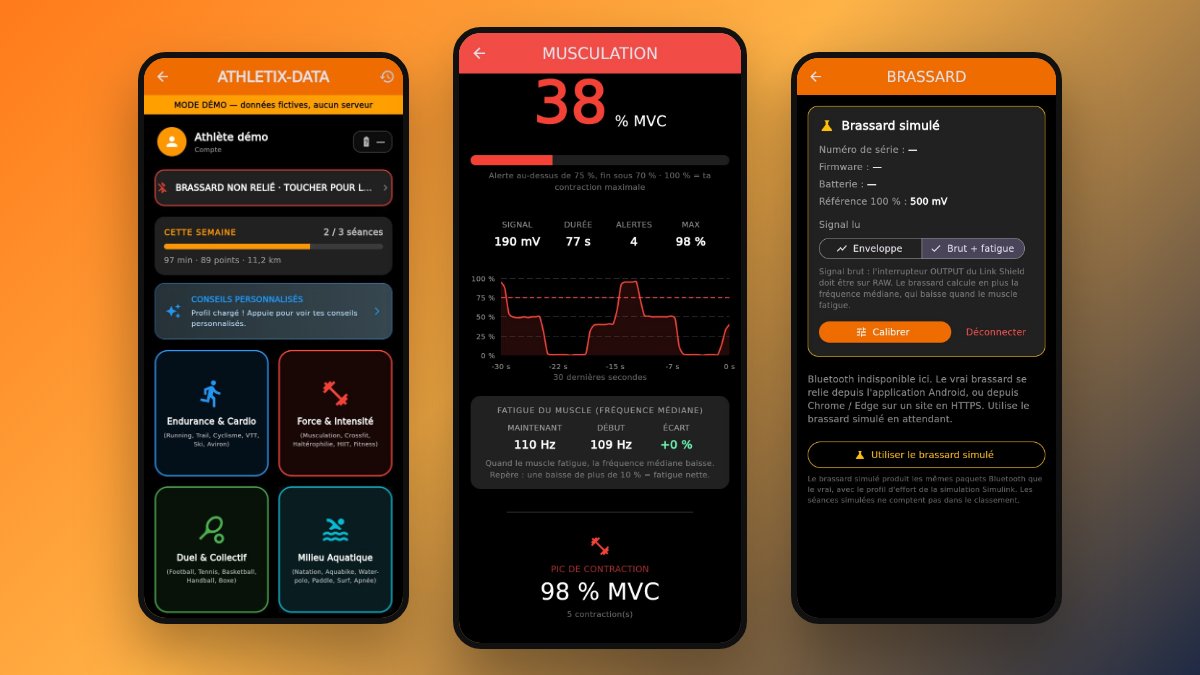 ATHLETIX-DATA
MODE DÉMO — données fictives, aucun serveur
Athlète démo
Compte
—
BRASSARD NON RELIÉ · TOUCHER POUR L...
CETTE SEMAINE
2 / 3 séances
97 min · 89 points · 11,2 km
CONSEILS PERSONNALISÉS
Profil chargé ! Appuie pour voir tes conseils
personnalisés.
Endurance & Cardio
(Running, Trail, Cyclisme, VTT,
Ski, Aviron)
Force & Intensité
(Musculation, Crossfit,
Haltérophilie, HIIT, Fitness)
Duel & Collectif
(Football, Tennis, Basketball,
Handball, Boxe)
Milieu Aquatique
(Natation, Aquabike, Water-
polo, Paddle, Surf, Apnée)
MUSCULATION
38 % MVC
Alerte au-dessus de 75 %, fin sous 70 % · 100 % = ta
contraction maximale
SIGNAL DURÉE ALERTES MAX
190 mV 77 s 4 98 %
100 %
75 %
50 %
25 %
0 %
-30 s -22 s -15 s -7 s 0 s
30 dernières secondes
FATIGUE DU MUSCLE (FRÉQUENCE MÉDIANE)
MAINTENANT DÉBUT ÉCART
110 Hz 109 Hz +0 %
Quand le muscle fatigue, la fréquence médiane baisse.
Repère : une baisse de plus de 10 % = fatigue nette.
PIC DE CONTRACTION
98 % MVC
5 contraction(s)
BRASSARD
Brassard simulé
Numéro de série : —
Firmware : —
Batterie : —
Référence 100 % : 500 mV
Signal lu
Enveloppe
Brut + fatigue
Signal brut : l'interrupteur OUTPUT du Link Shield
doit être sur RAW. Le brassard calcule en plus la
fréquence médiane, qui baisse quand le muscle
fatigue.
Calibrer
Déconnecter
Bluetooth indisponible ici. Le vrai brassard se
relie depuis l'application Android, ou depuis
Chrome / Edge sur un site en HTTPS. Utilise le
brassard simulé en attendant.
Utiliser le brassard simulé
Le brassard simulé produit les mêmes paquets Bluetooth que
le vrai, avec le profil d'effort de la simulation Simulink. Les
séances simulées ne comptent pas dans le classement.